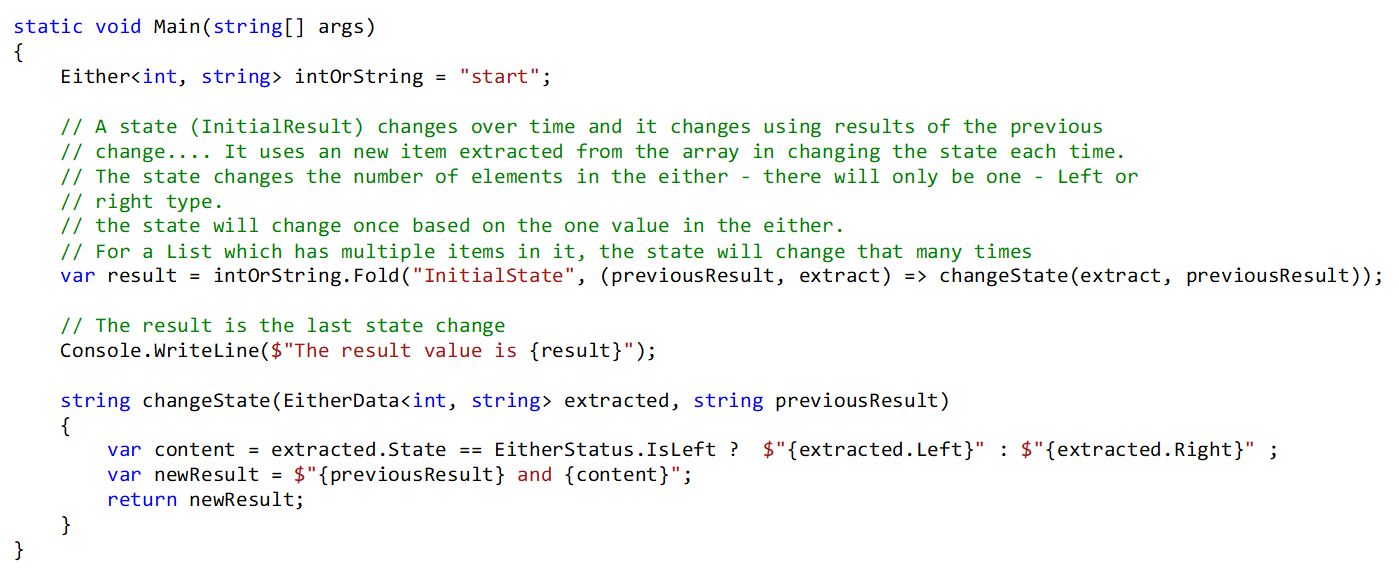 static void Main(string[] args)
{
    Either<int, string> intOrString = "start";

    // A state (InitialResult) changes over time and it changes using results of the previous
    // change.... It uses an new item extracted from the array in changing the state each time.
    // The state changes the number of elements in the either - there will only be one - Left or
    // right type.
    // the state will change once based on the one value in the either.
    // For a List which has multiple items in it, the state will change that many times
    var result = intOrString.Fold("InitialState", (previousResult, extract) => changeState(extract, previousResult));

    // The result is the last state change
    Console.WriteLine($"The result value is {result}");

    string changeState(EitherData<int, string> extracted, string previousResult)
    {
        var content = extracted.State == EitherStatus.IsLeft ?  $"{extracted.Left}" : $"{extracted.Right}" ;
        var newResult = $"{previousResult} and {content}";
        return newResult;
    }
}